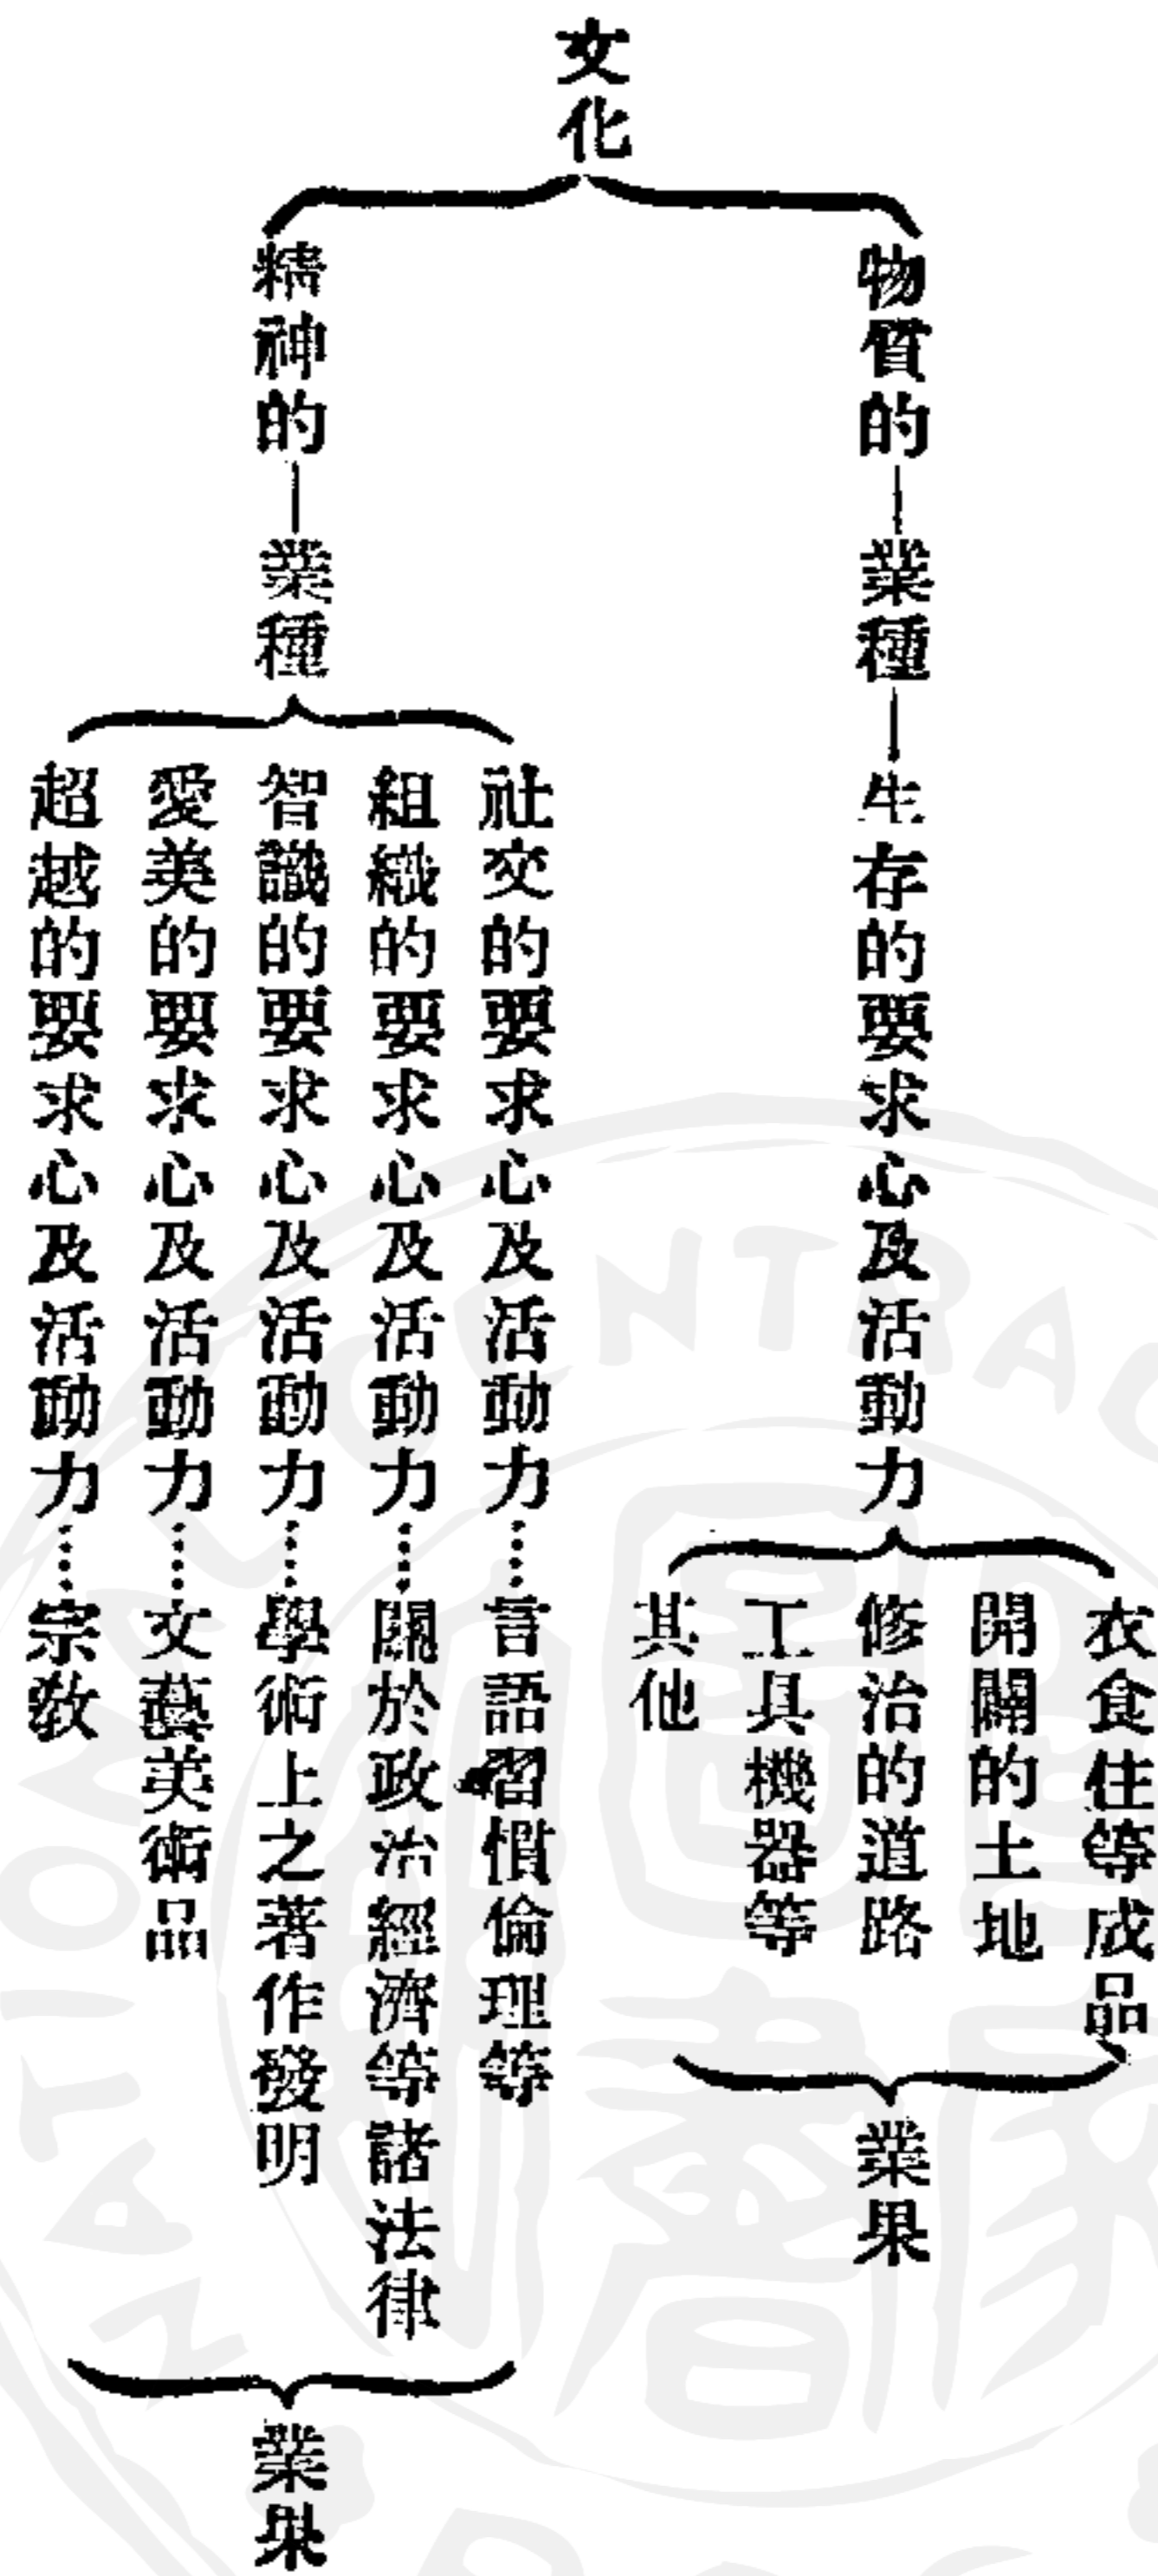 文化
物質的
業種
生存的要求心及活動力
衣食住等成品
開闢的土地
修治的道路
工具機器等
其他
業果
精神的
業種
社交的要求心及活動力……言語習慣倫理等
組織的要求心及活動力……關於政治經濟等諸法律
智識的要求心及活動力……學術上之著作發明
愛美的要求心及活動力……文藝美術品
超越的要求心及活動力……宗教
業果